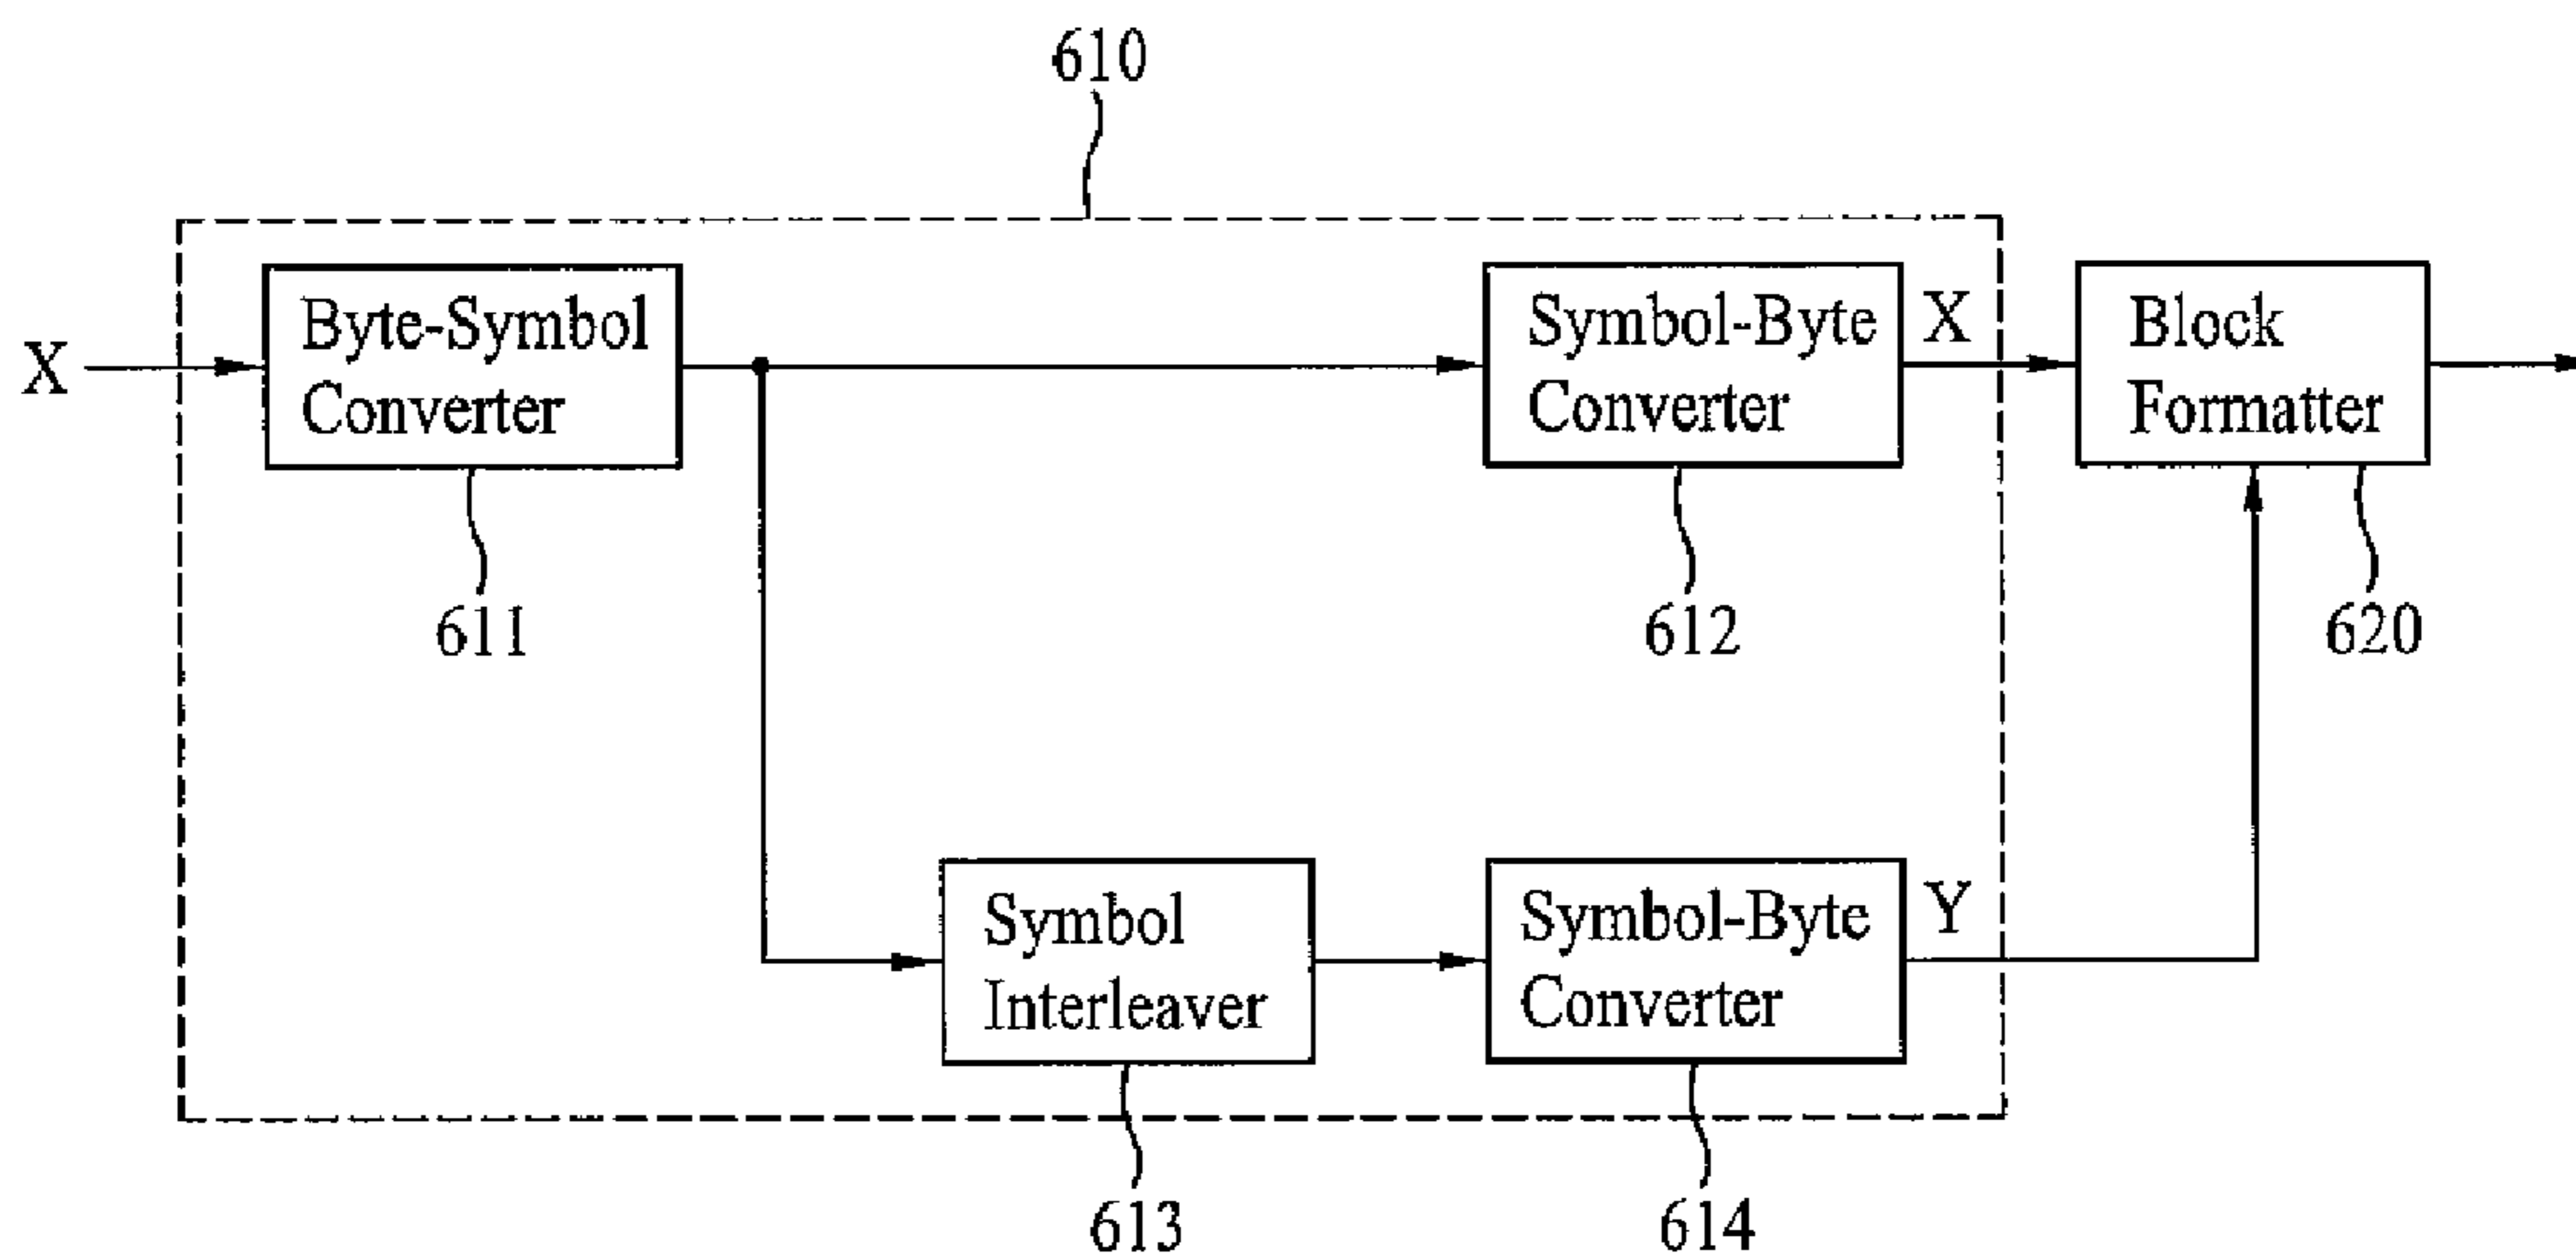 610
X
Byte-Symbol
Converter
611
Symbol-Byte
Converter
612
X
Block
Formatter
620
Symbol
Interleaver
613
Symbol-Byte
Converter
614
Y